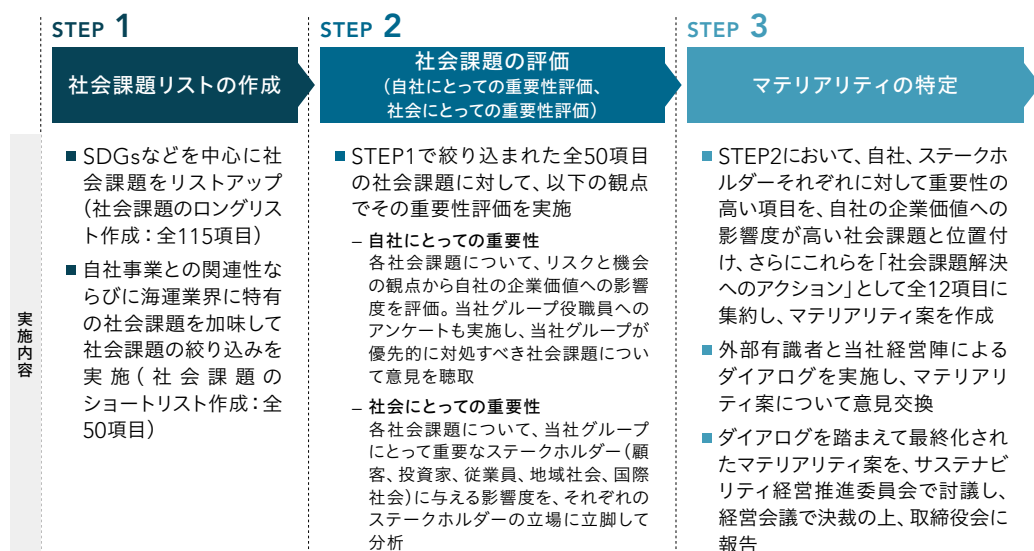 STEP 1
社会課題リストの作成
STEP 2
社会課題の評価
(自社にとっての重要性評価、
社会にとっての重要性評価)
STEP 3
マテリアリティの特定
実施内容
■ SDGsなどを中心に社
会課題をリストアップ
(社会課題のロングリス
ト作成:全115項目)
■ 自社事業との関連性な
らびに海運業界に特有
の社会課題を加味して
社会課題の絞り込みを
実施(社会課題の
ショートリスト作成:全
50項目)
■ STEP1で絞り込まれた全50項目
の社会課題に対して、以下の観点
でその重要性評価を実施
– 自社にとっての重要性
各社会課題について、リスクと機会
の観点から自社の企業価値への影響
度を評価。当社グループ役職員への
アンケートも実施し、当社グループが
優先的に対処すべき社会課題につい
て意見を聴取
– 社会にとっての重要性
各社会課題について、当社グループ
にとって重要なステークホルダー(顧
客、投資家、従業員、地域社会、国際
社会)に与える影響度を、それぞれの
ステークホルダーの立場に立脚して
分析
■ STEP2において、自社、ステークホ
ルダーそれぞれに対して重要性の
高い項目を、自社の企業価値への
影響度が高い社会課題と位置付
け、さらにこれらを「社会課題解決
へのアクション」として全12項目に
集約し、マテリアリティ案を作成
■ 外部有識者と当社経営陣による
ダイアログを実施し、マテリアリ
ティ案について意見交換
■ ダイアログを踏まえて最終化され
たマテリアリティ案を、サステナビ
リティ経営推進委員会で討議し、
経営会議で決裁の上、取締役会に
報告